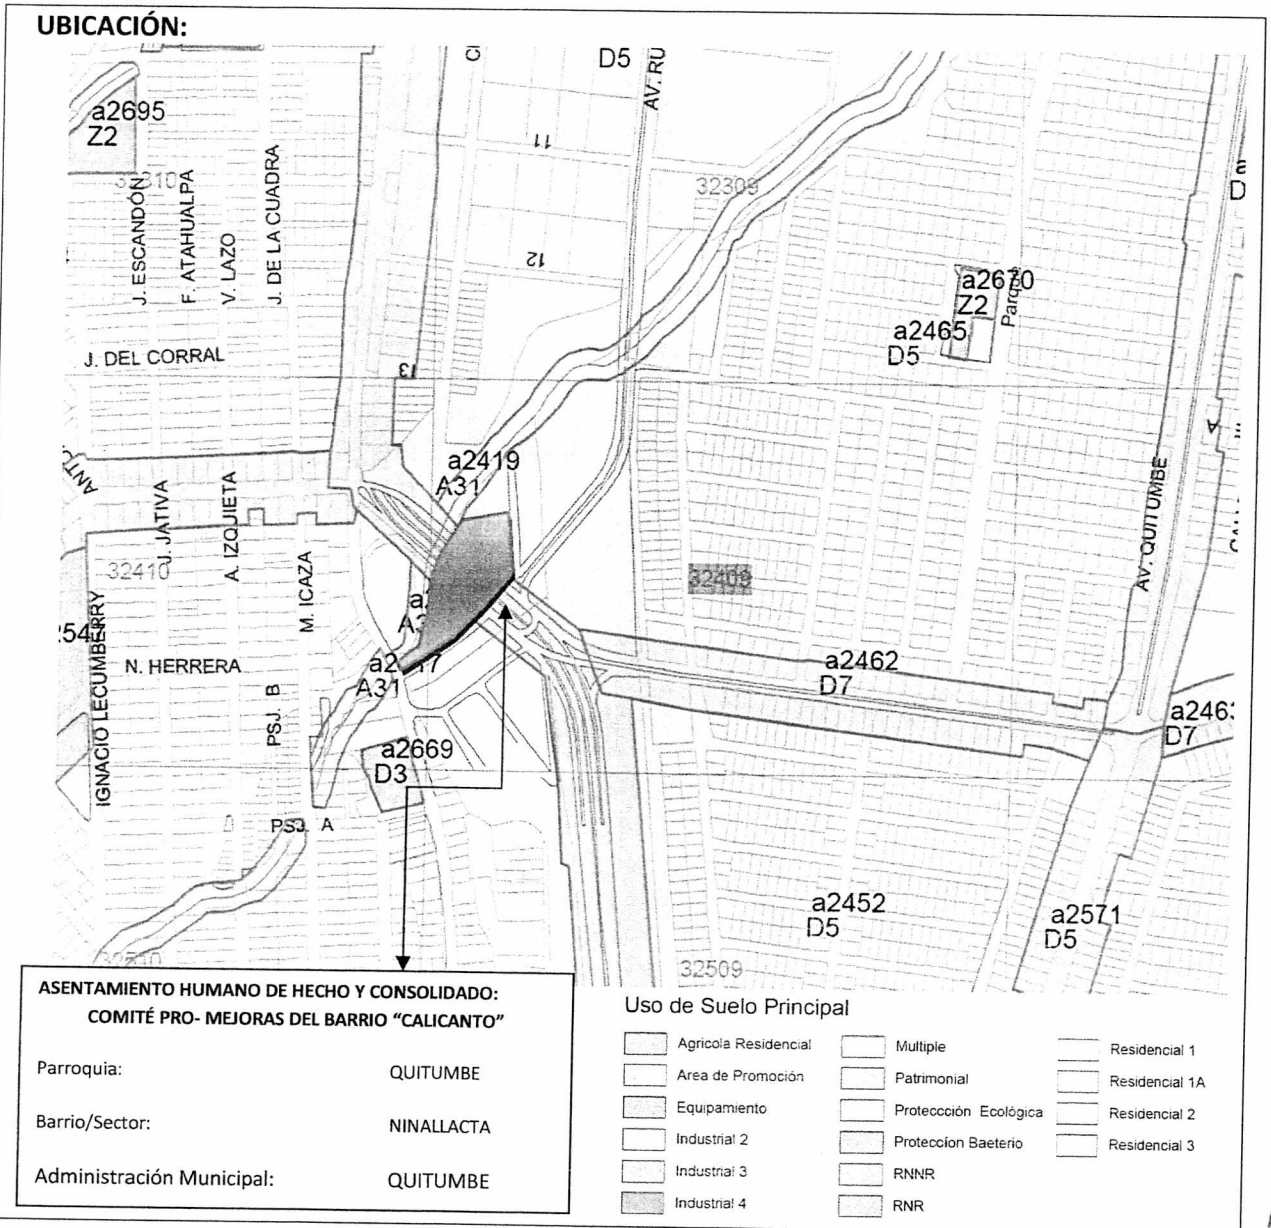 UBICACIÓN:
D5
AV. RU
a2695
Z2
11
32309
D
J. ESCANDÓN
F. ATAHUALPA
V. LAZO
J. DE LA CUADRA
12
a2670
Z2
Parque
a2465
D5
J. DEL CORRAL
13
a2419
A31
J. JATIVA
A. IZQUIETA
M. ICAZA
AV. QUITUMBE
32410
32409
IGNACIO LECUMBERRY
N. HERRERA
A31
a2462
D7
PSJ. B
D7
a2669
D3
PSJ. A
a2452
D5
a2571
D5
32509
ASENTAMIENTO HUMANO DE HECHO Y CONSOLIDADO:
COMITÉ PRO- MEJORAS DEL BARRIO “CALICANTO”
Parroquia: QUITUMBE
Barrio/Sector: NINALLACTA
Administración Municipal: QUITUMBE
Uso de Suelo Principal
Agricola Residencial
Area de Promoción
Equipamiento
Industrial 2
Industrial 3
Industrial 4
Multiple
Patrimonial
Proteccción Ecológica
Proteccíon Baeterio
RNNR
RNR
Residencial 1
Residencial 1A
Residencial 2
Residencial 3